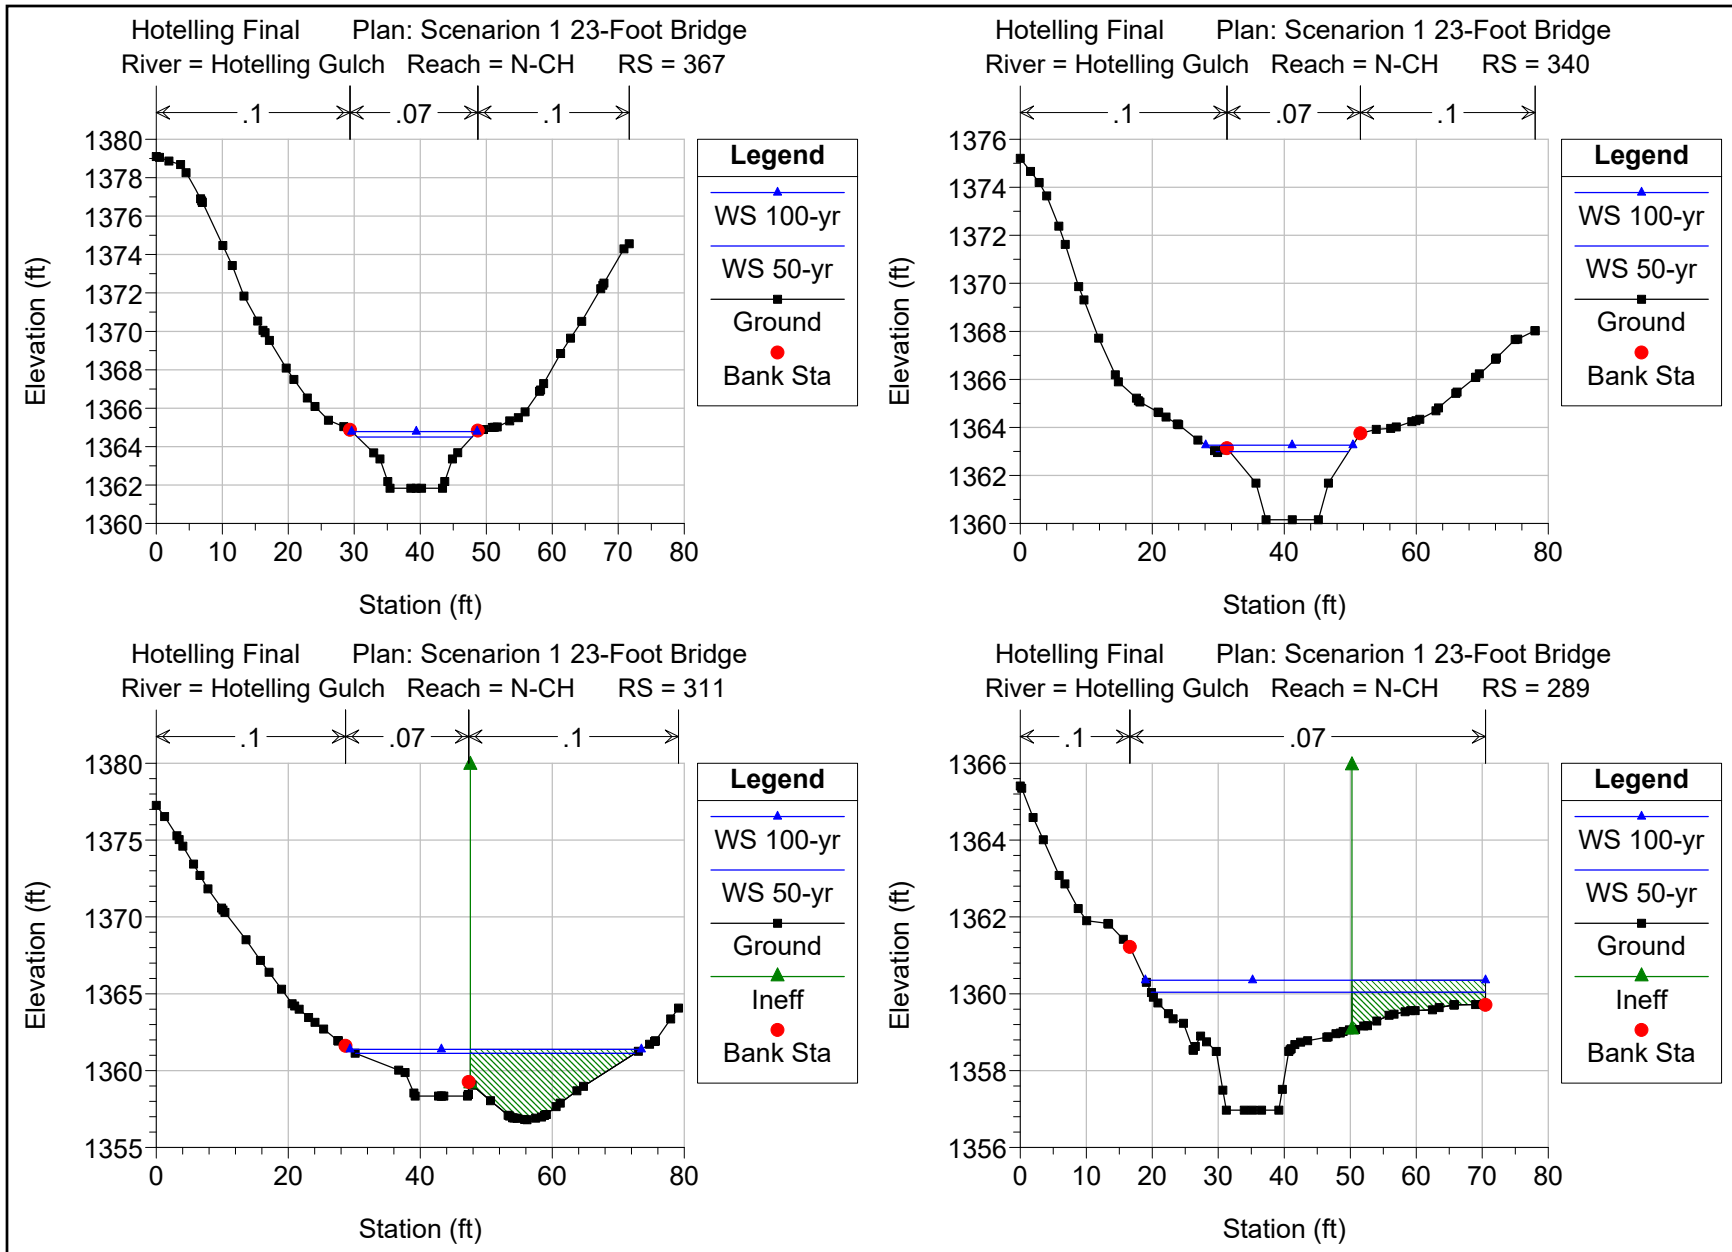 Hotelling Final Plan: Scenarion 1 23-Foot Bridge
River = Hotelling Gulch Reach = N-CH RS = 367
.1 .07 .1
1380
1378
1376
1374
1372
1370
1368
1366
1364
1362
1360
0 10 20 30 40 50 60 70 80
Station (ft)
Elevation (ft)
Legend
WS 100-yr
WS 50-yr
Ground
Bank Sta
Hotelling Final Plan: Scenarion 1 23-Foot Bridge
River = Hotelling Gulch Reach = N-CH RS = 340
.1 .07 .1
1376
1374
1372
1370
1368
1366
1364
1362
1360
0 20 40 60 80
Station (ft)
Elevation (ft)
Legend
WS 100-yr
WS 50-yr
Ground
Bank Sta
Hotelling Final Plan: Scenarion 1 23-Foot Bridge
River = Hotelling Gulch Reach = N-CH RS = 311
.1 .07 .1
1380
1375
1370
1365
1360
1355
0 20 40 60 80
Station (ft)
Elevation (ft)
Legend
WS 100-yr
WS 50-yr
Ground
Ineff
Bank Sta
Hotelling Final Plan: Scenarion 1 23-Foot Bridge
River = Hotelling Gulch Reach = N-CH RS = 289
.1 .07
1366
1364
1362
1360
1358
1356
0 10 20 30 40 50 60 70 80
Station (ft)
Elevation (ft)
Legend
WS 100-yr
WS 50-yr
Ground
Ineff
Bank Sta